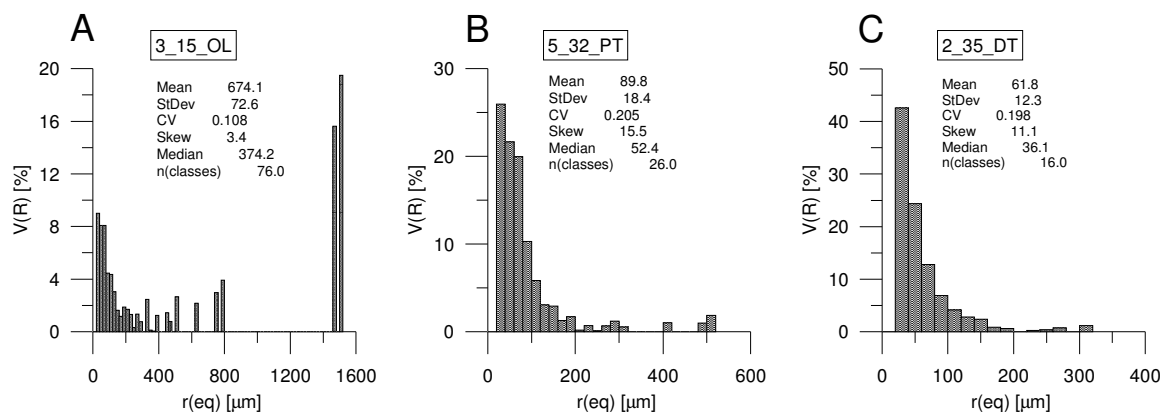 A
3_15_OL
Mean 674.1
StDev 72.6
CV 0.108
Skew 3.4
Median 374.2
n(classes) 76.0
V(R) [%]
20
16
12
8
4
0
0 400 800 1200 1600
r(eq) [µm]
B
5_32_PT
Mean 89.8
StDev 18.4
CV 0.205
Skew 15.5
Median 52.4
n(classes) 26.0
V(R) [%]
30
20
10
0
0 200 400 600
r(eq) [µm]
C
2_35_DT
Mean 61.8
StDev 12.3
CV 0.198
Skew 11.1
Median 36.1
n(classes) 16.0
V(R) [%]
50
40
30
20
10
0
0 100 200 300 400
r(eq) [µm]